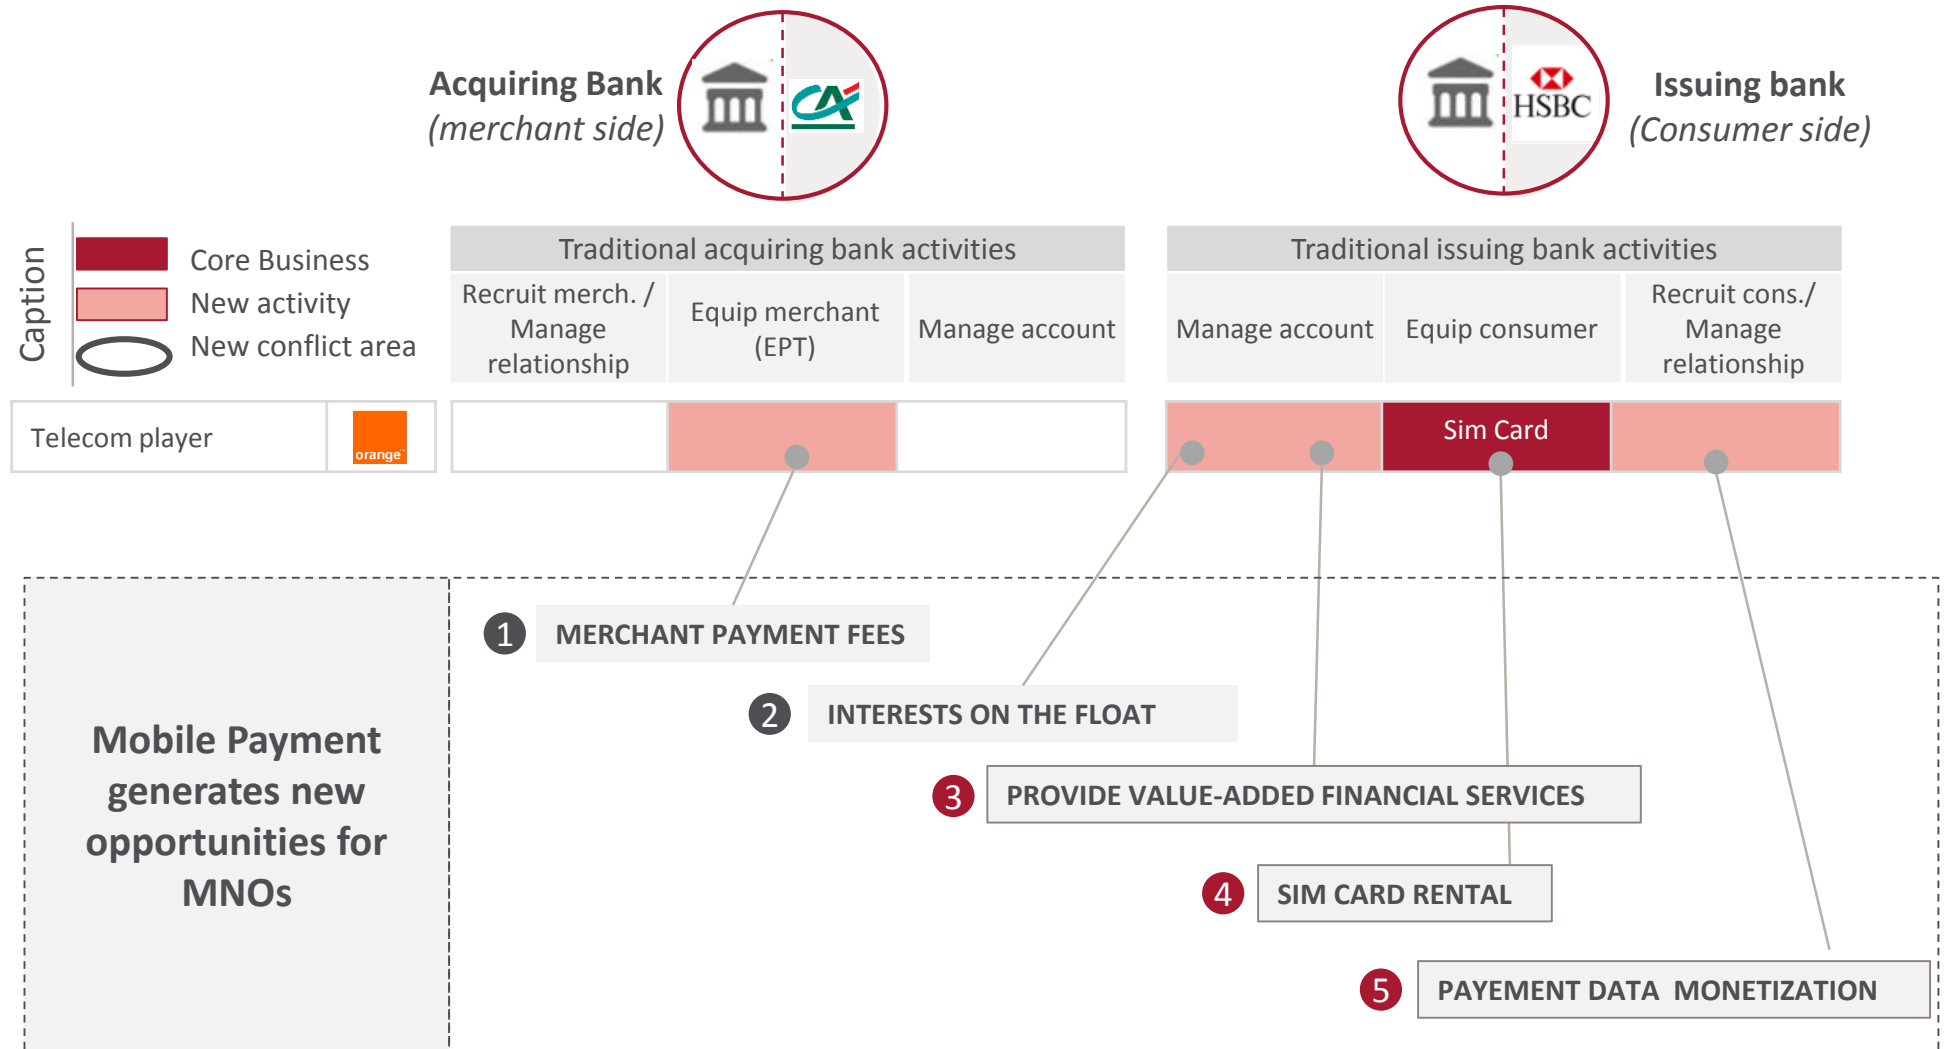 Acquiring Bank
(merchant side)
CA
HSBC
Issuing bank
(Consumer side)
Caption
Core Business
New activity
New conflict area
Traditional acquiring bank activities
Recruit merch. /
Manage
relationship
Equip merchant
(EPT)
Manage account
Traditional issuing bank activities
Manage account
Equip consumer
Recruit cons./
Manage
relationship
Telecom player
orange™
Sim Card
Mobile Payment
generates new
opportunities for
MNOs
1 MERCHANT PAYMENT FEES
2 INTERESTS ON THE FLOAT
3 PROVIDE VALUE-ADDED FINANCIAL SERVICES
4 SIM CARD RENTAL
5 PAYEMENT DATA MONETIZATION